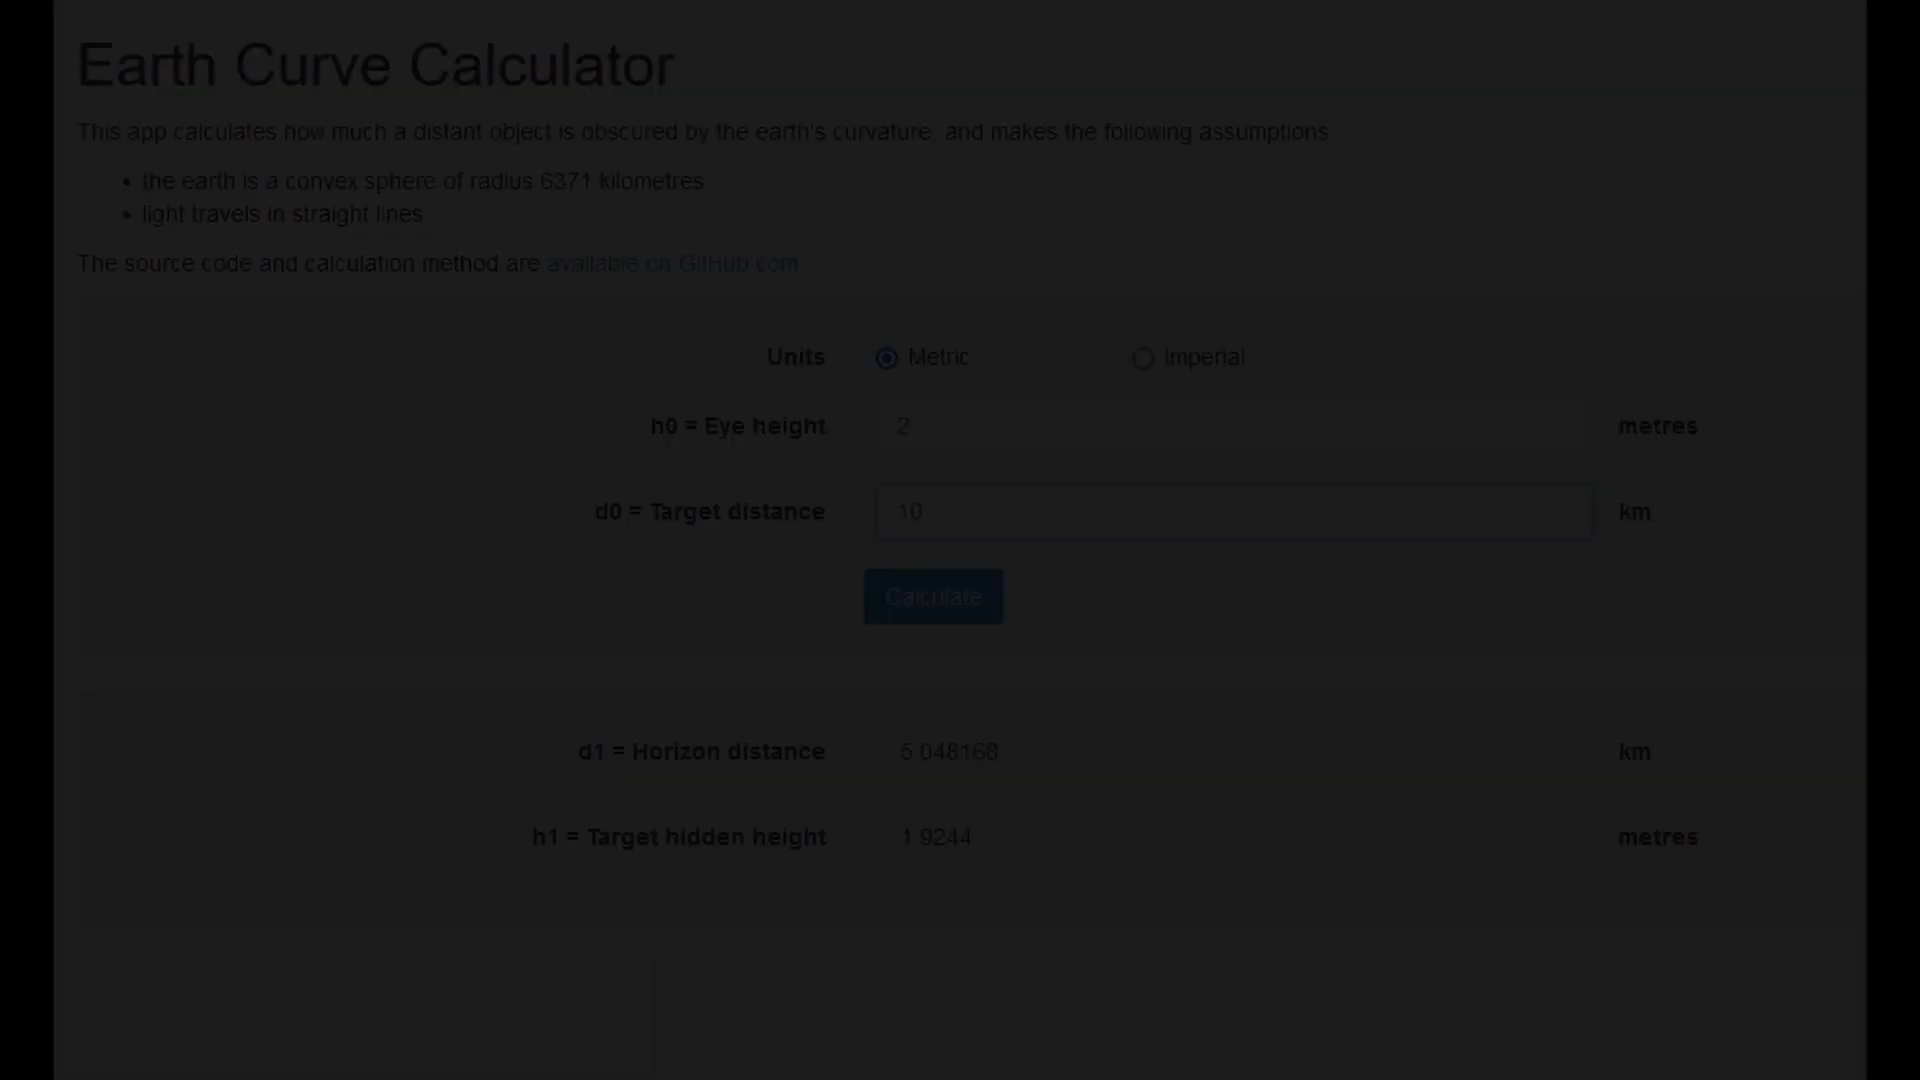 Earth Curve Calculator
This app calculates how much a distant object is obscured by the earth's curvature, and makes the following assumptions
• the earth is a convex sphere of radius 6371 kilometres
• light travels in straight lines
The source code and calculation method are available on GitHub.com
Units Metric Imperial
h0 = Eye height 2 metres
d0 = Target distance 10 km
Calculate
d1 = Horizon distance 5.048168 km
h1 = Target hidden height 1.9244 metres